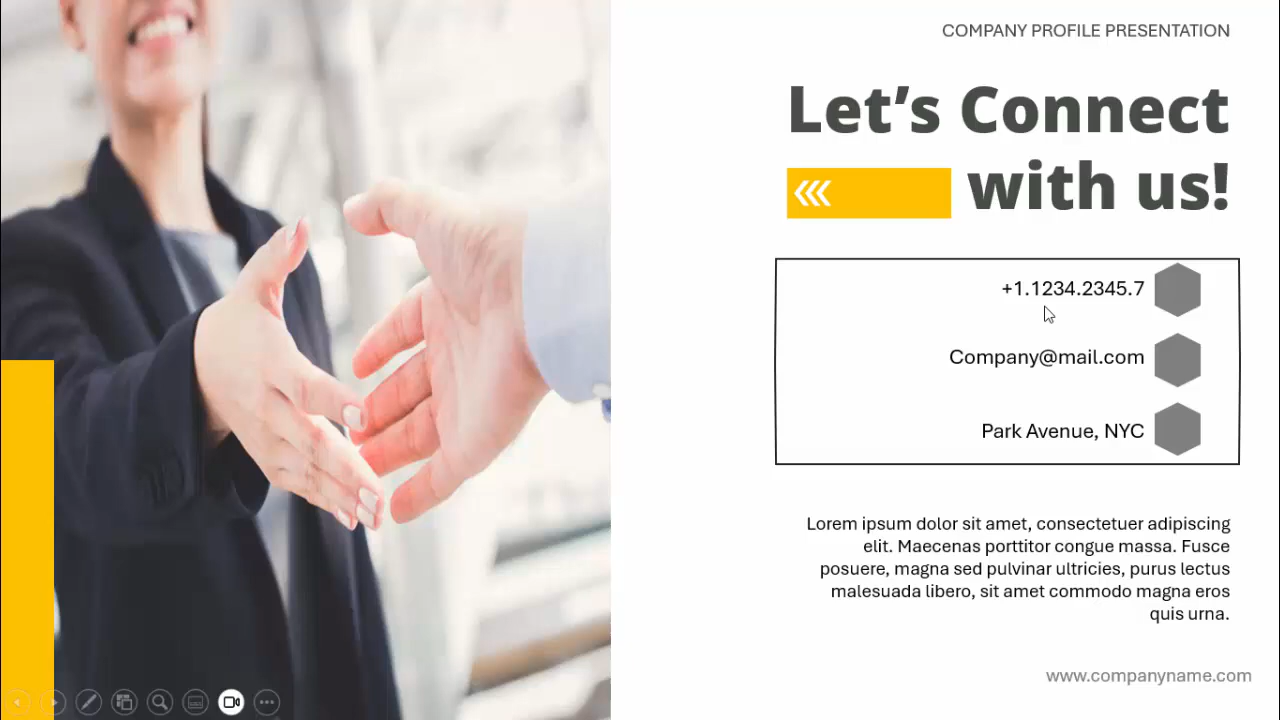 COMPANY PROFILE PRESENTATION
Let’s Connect
with us!
+1.1234.2345.7
Company@mail.com
Park Avenue, NYC
Lorem ipsum dolor sit amet, consectetuer adipiscing
elit. Maecenas porttitor congue massa. Fusce
posuere, magna sed pulvinar ultricies, purus lectus
malesuada libero, sit amet commodo magna eros
quis urna.
www.companyname.com